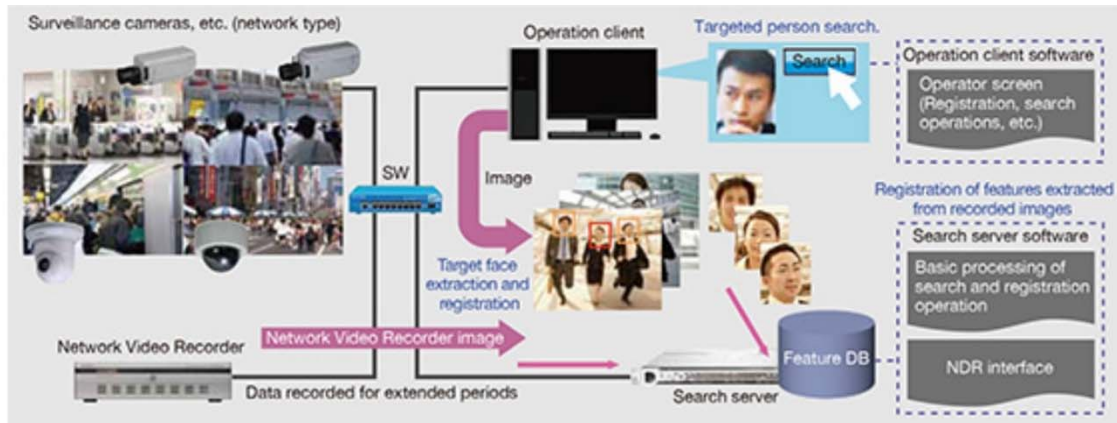 Surveillance cameras, etc. (network type)
Operation client
Targeted person search.
Search
Operation client software
Operator screen
(Registration, search
operations, etc.)
SW
Image
Target face
extraction and
registration
Registration of features extracted
from recorded images
Search server software
Basic processing of
search and registration
operation
NDR interface
Network Video Recorder image
Network Video Recorder
Data recorded for extended periods
Search server
Feature DB